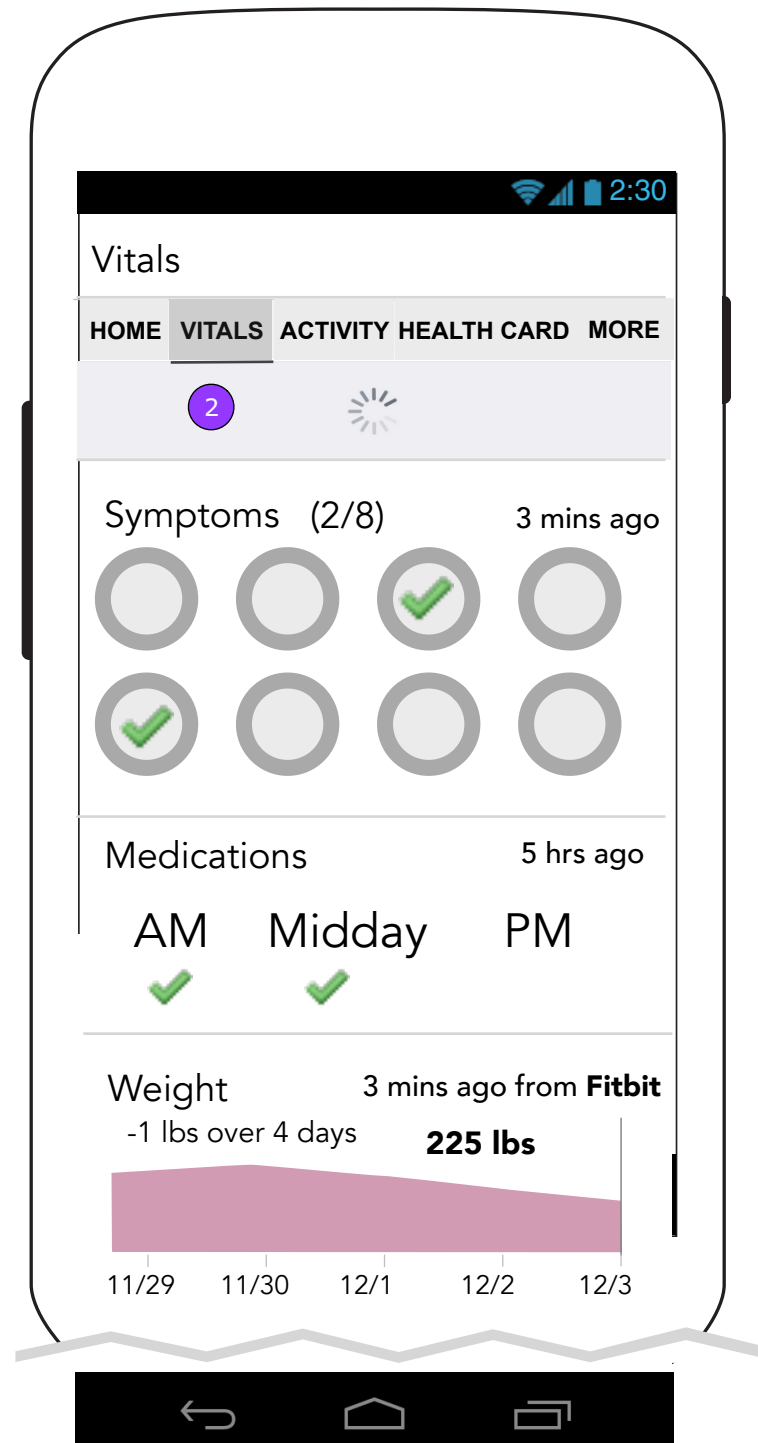 2:30
Vitals
HOME VITALS ACTIVITY HEALTH CARD MORE
2
Symptoms (2/8) 3 mins ago
Medications 5 hrs ago
AM Midday PM
Weight 3 mins ago from Fitbit
-1 lbs over 4 days 225 lbs
11/29 11/30 12/1 12/2 12/3